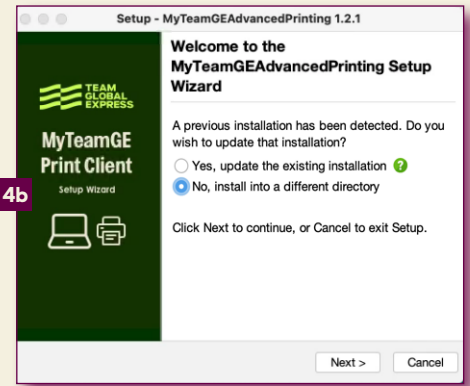 Setup - MyTeamGEAdvancedPrinting 1.2.1
TEAM
GLOBAL
EXPRESS
MyTeamGE
Print Client
Setup Wizard
4b
Welcome to the
MyTeamGEAdvancedPrinting Setup
Wizard
A previous installation has been detected. Do you
wish to update that installation?
Yes, update the existing installation ?
No, install into a different directory
Click Next to continue, or Cancel to exit Setup.
Next >
Cancel